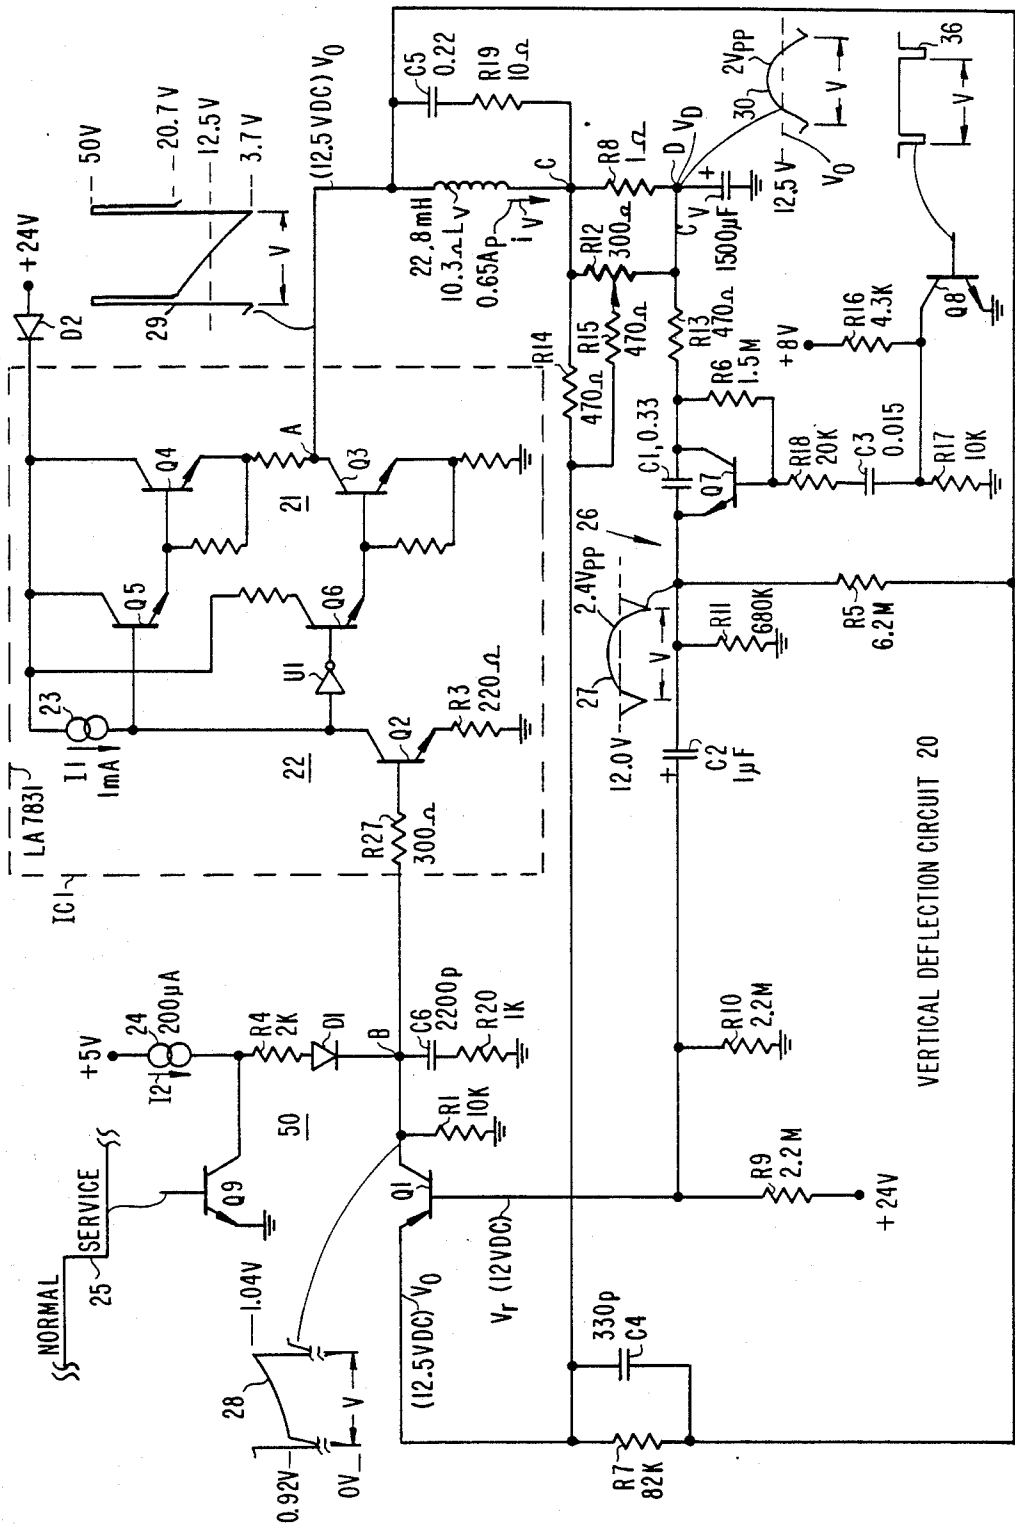 50V
20.7V
12.5V
3.7V
V
29
(12.5 VDC) V0
+24V
D2
LA7831
IC1
23
I1
1mA
Q5
Q4
A
21
Q3
Q6
U1
22
Q2
R3
220Ω
R27
300Ω
C5
0.22
R19
10Ω
22.8mH
10.3Ω LV
0.65Ap
iV
C
R8
1Ω
D VD
R12
300Ω
CV
1500µF
R14
470Ω
R15
470Ω
R13
470Ω
30
2VPP
V
12.5V
V0
36
V
Q8
+8V
R16
4.3K
R17
10K
R6
1.5M
C1, 0.33
Q7
R18
20K
C3
0.015
26
2.4VPP
27
V
12.0V
R11
680K
R5
6.2M
C2
1µF
NORMAL
SERVICE
25
+5V
24
200µA
I2
Q9
R4
2K
D1
50
B
C6
2200p
R20
1K
R1
10K
Q1
1.04V
28
0.92V
0V
V
(12.5VDC) V0
Vr (12VDC)
R10
2.2M
R9
2.2M
+24V
330p
C4
R7
82K
VERTICAL DEFLECTION CIRCUIT 20